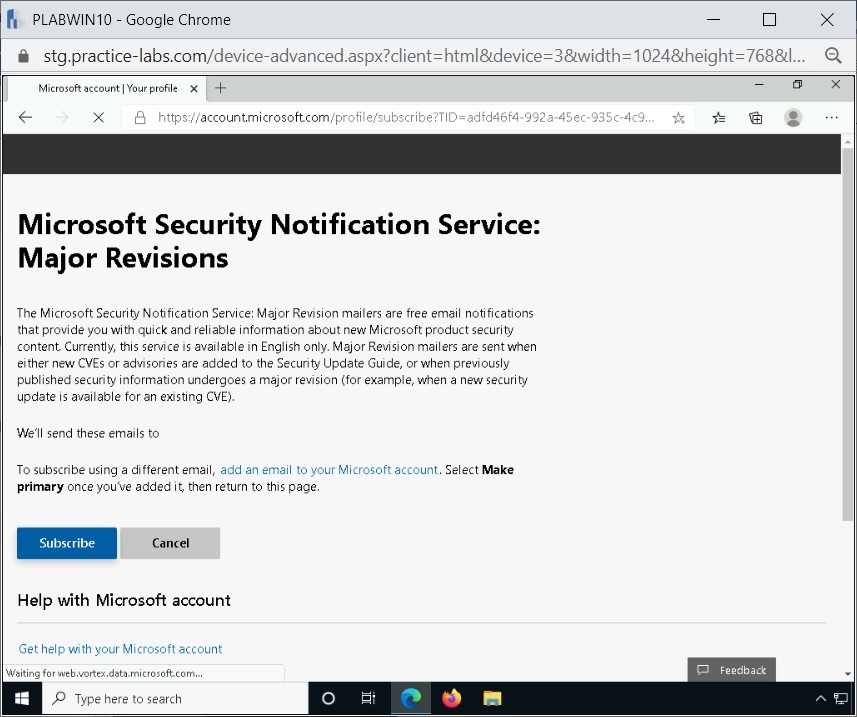 PLABWIN10 - Google Chrome
stg.practice-labs.com/device-advanced.aspx?client=html&device=3&width=1024&height=768&l...
Microsoft account | Your profile
https://account.microsoft.com/profile/subscribe?TID=adfd46f4-992a-45ec-935c-4c9...
Microsoft Security Notification Service:
Major Revisions
The Microsoft Security Notification Service: Major Revision mailers are free email notifications
that provide you with quick and reliable information about new Microsoft product security
content. Currently, this service is available in English only. Major Revision mailers are sent when
either new CVEs or advisories are added to the Security Update Guide, or when previously
published security information undergoes a major revision (for example, when a new security
update is available for an existing CVE).
We'll send these emails to
To subscribe using a different email, add an email to your Microsoft account. Select Make
primary once you've added it, then return to this page.
Subscribe
Cancel
Help with Microsoft account
Get help with your Microsoft account
Waiting for web.vortex.data.microsoft.com...
Feedback
Type here to search